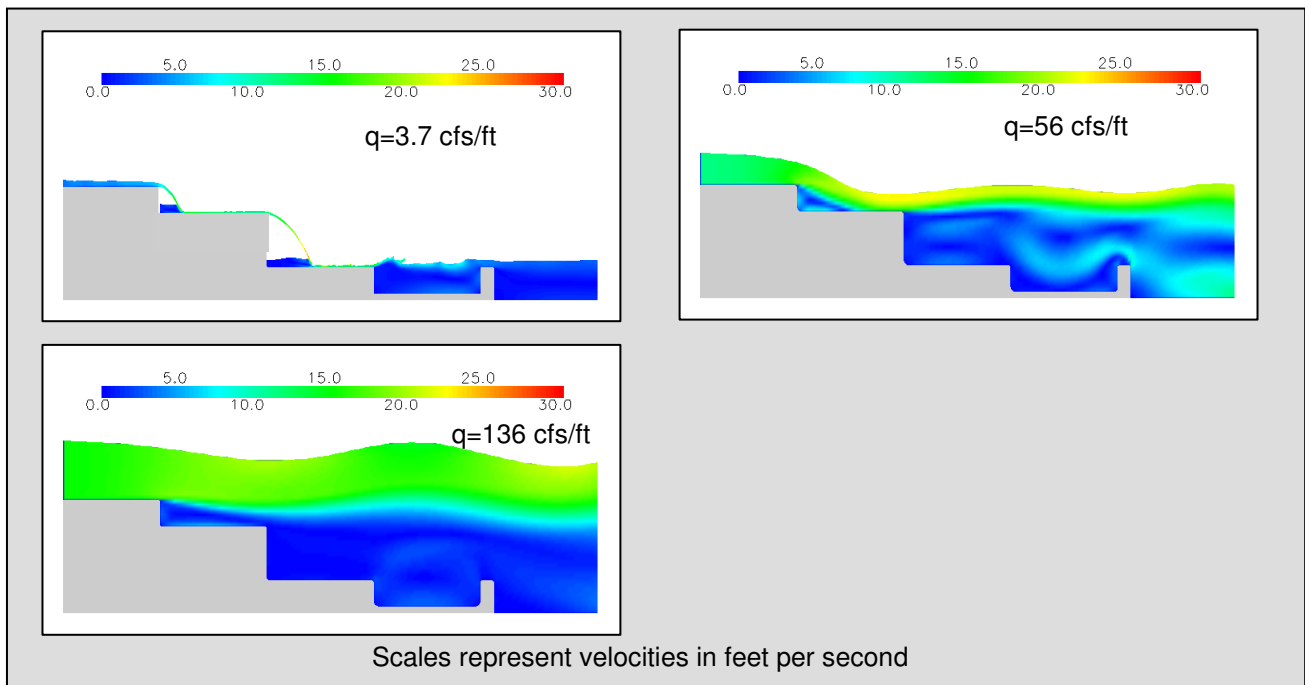 5.0 15.0 25.0
0.0 10.0 20.0 30.0
q=3.7 cfs/ft
5.0 15.0 25.0
0.0 10.0 20.0 30.0
q=56 cfs/ft
5.0 15.0 25.0
0.0 10.0 20.0 30.0
q=136 cfs/ft
Scales represent velocities in feet per second